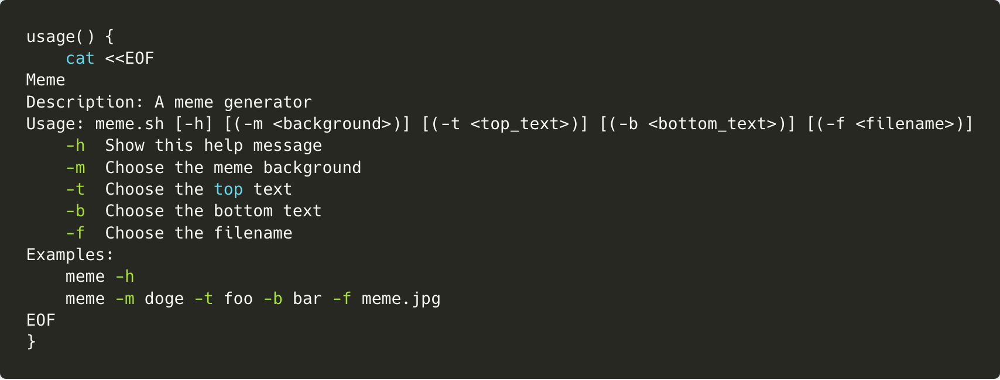 usage() {
    cat <<EOF
Meme
Description: A meme generator
Usage: meme.sh [-h] [(-m <background>)] [(-t <top_text>)] [(-b <bottom_text>)] [(-f <filename>)]
    -h  Show this help message
    -m  Choose the meme background
    -t  Choose the top text
    -b  Choose the bottom text
    -f  Choose the filename
Examples:
    meme -h
    meme -m doge -t foo -b bar -f meme.jpg
EOF
}